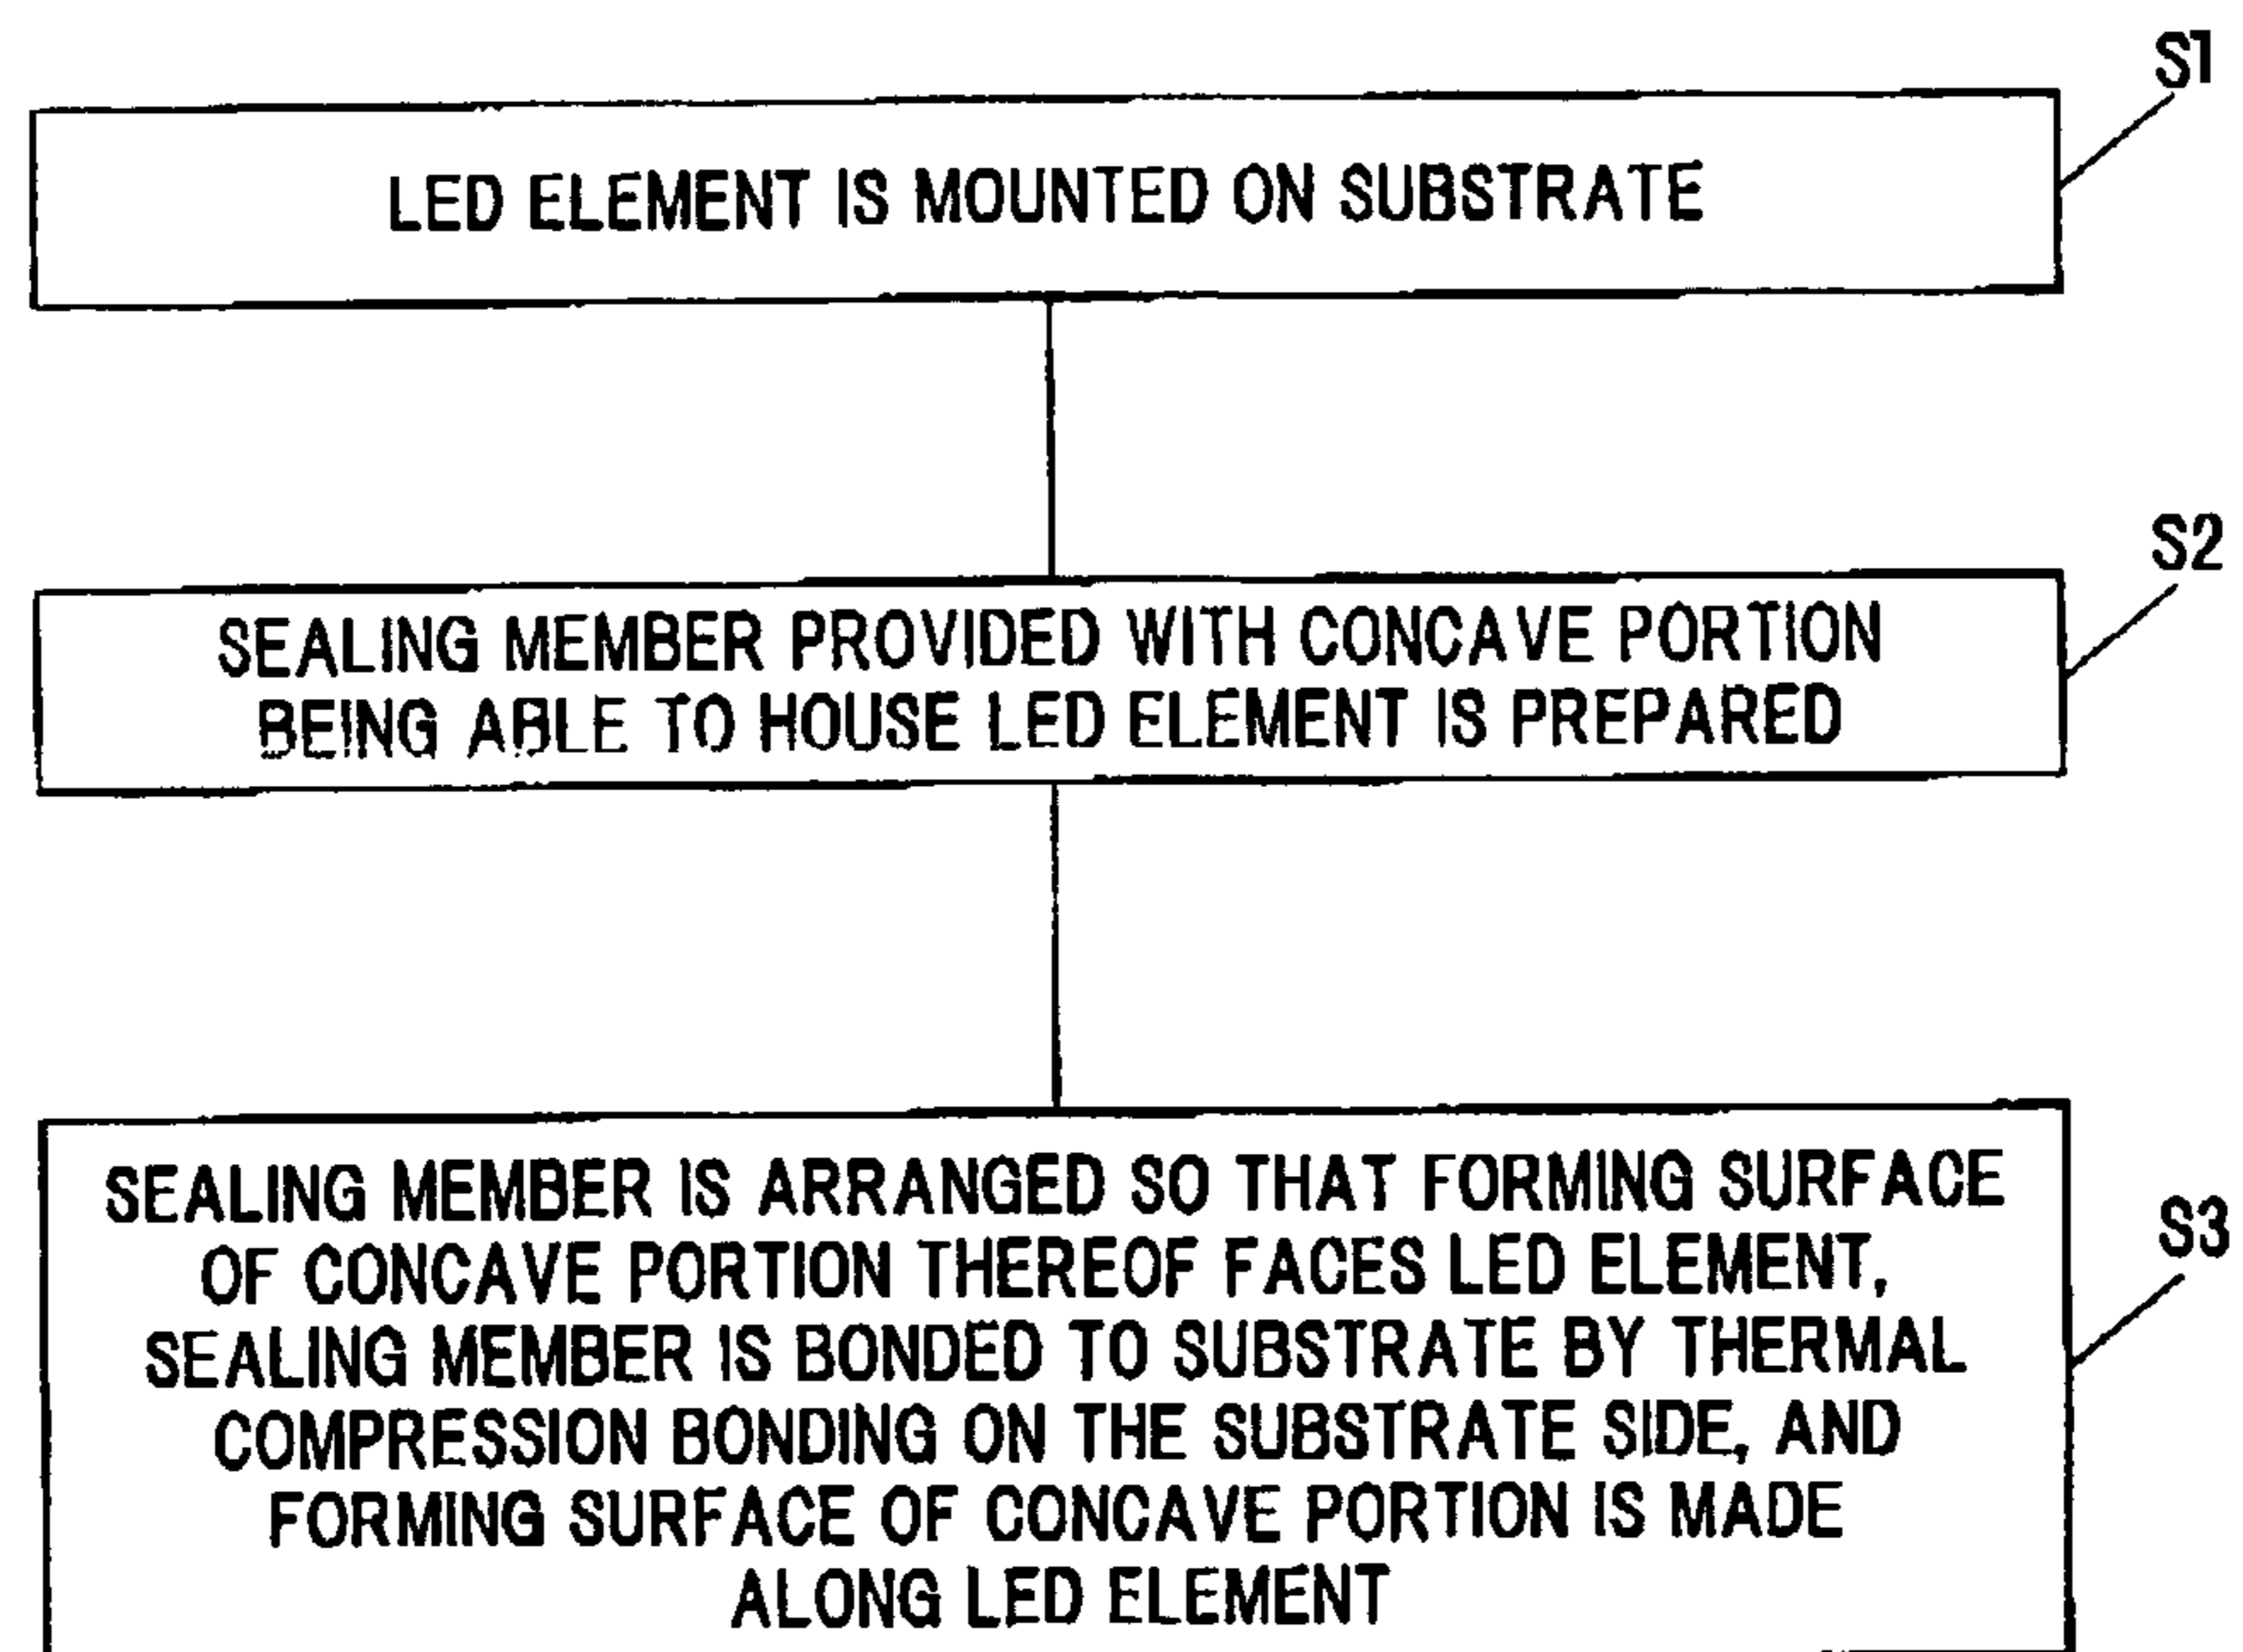 S1
LED ELEMENT IS MOUNTED ON SUBSTRATE
S2
SEALING MEMBER PROVIDED WITH CONCAVE PORTION
BEING ABLE TO HOUSE LED ELEMENT IS PREPARED
SEALING MEMBER IS ARRANGED SO THAT FORMING SURFACE
S3
OF CONCAVE PORTION THEREOF FACES LED ELEMENT,
SEALING MEMBER IS BONDED TO SUBSTRATE BY THERMAL
COMPRESSION BONDING ON THE SUBSTRATE SIDE, AND
FORMING SURFACE OF CONCAVE PORTION IS MADE
ALONG LED ELEMENT